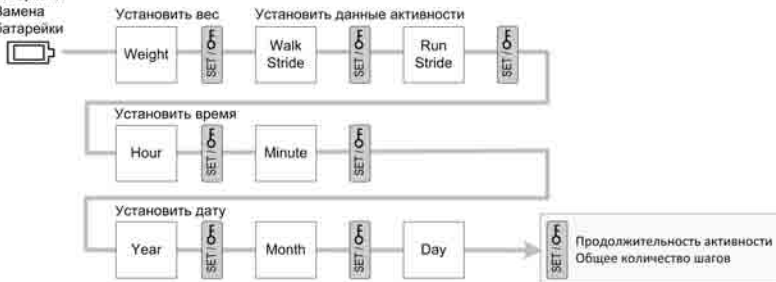 Замена
батарейки
Установить вес
Установить данные активности
Weight
SET /
Walk
Stride
SET /
Run
Stride
SET /
Установить время
Hour
SET /
Minute
SET /
Установить дату
Year
SET /
Month
SET /
Day
SET /
Продолжительность активности
Общее количество шагов